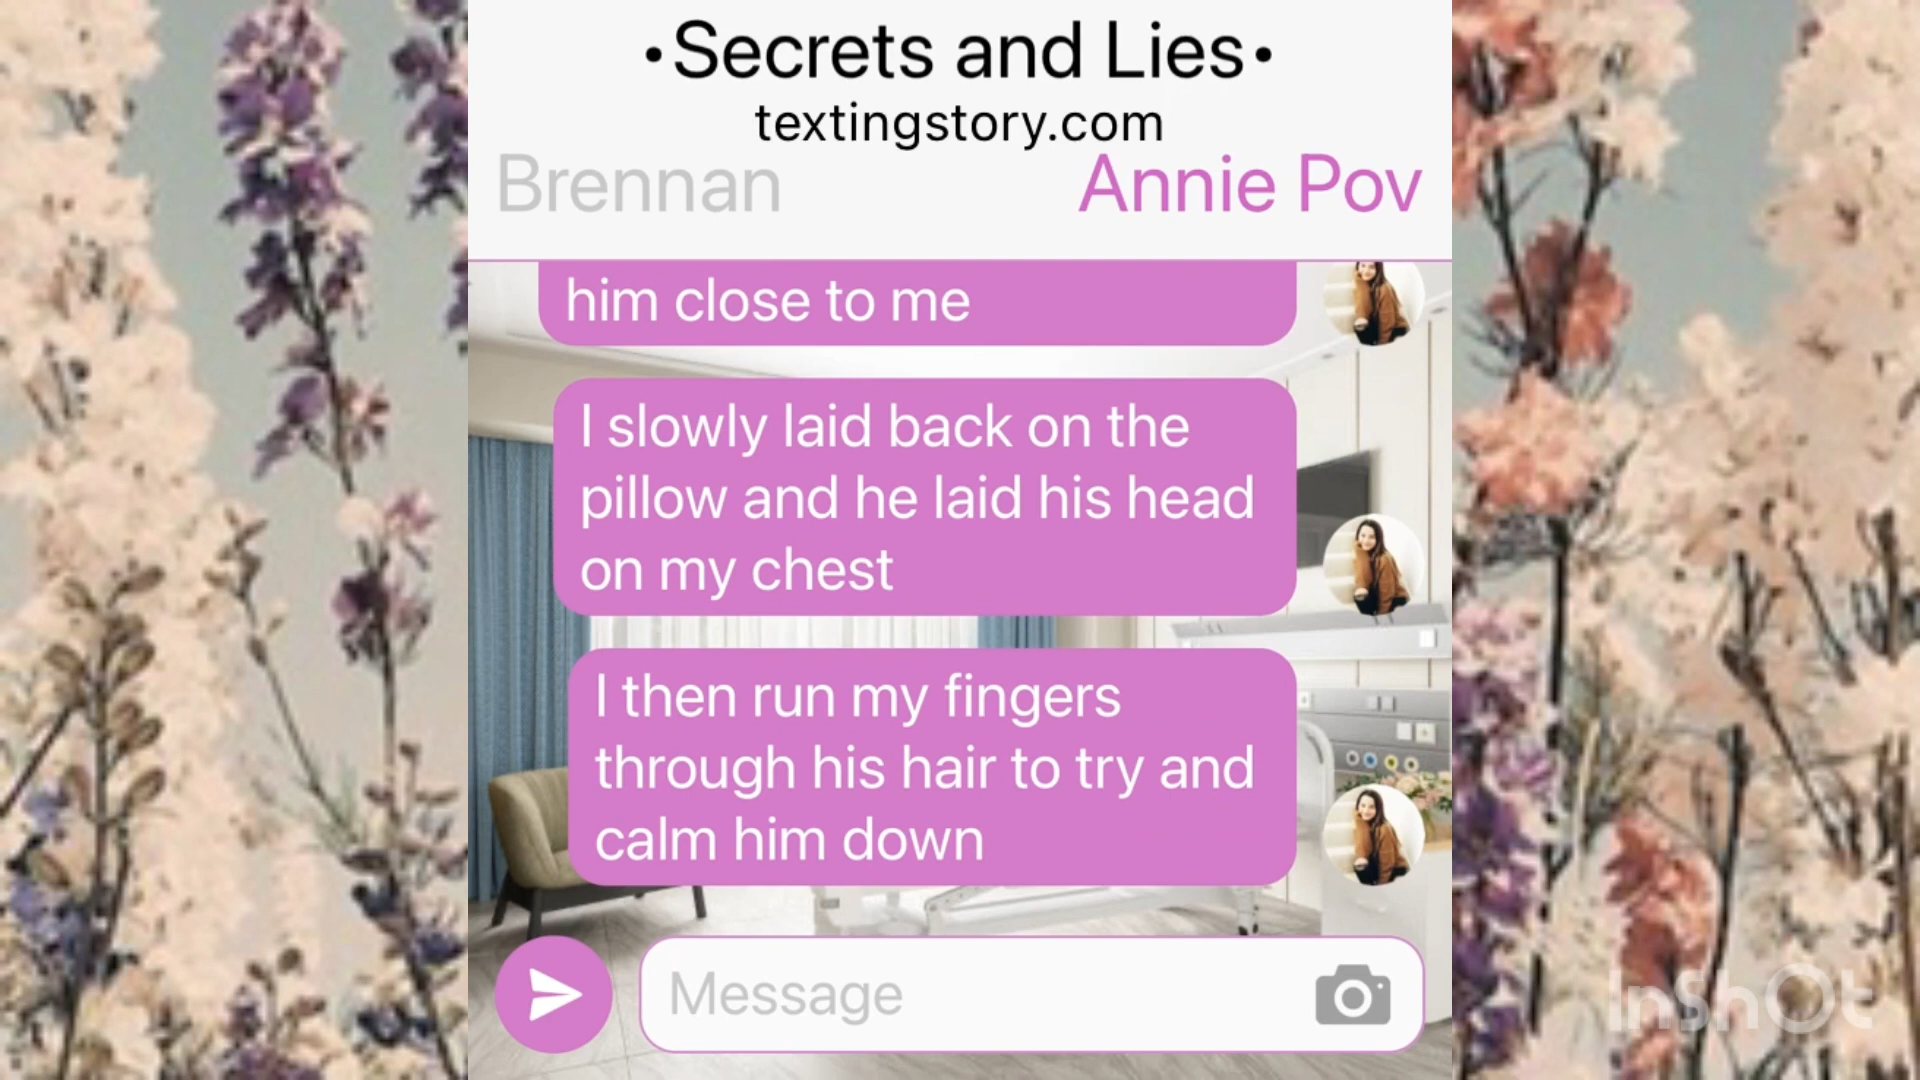 •Secrets and Lies•
textingstory.com
Brennan
Annie Pov
him close to me
I slowly laid back on the
pillow and he laid his head
on my chest
I then run my fingers
through his hair to try and
calm him down
Message
InShOt